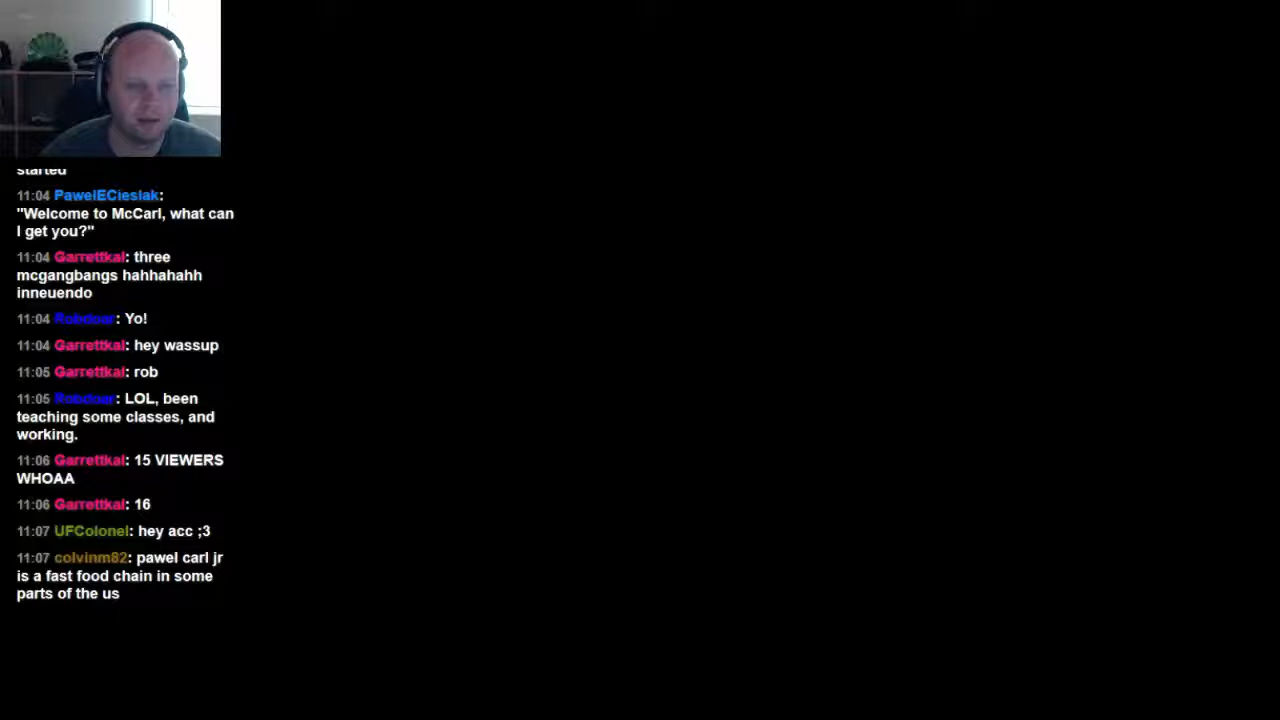 started
11:04 PawelECieslak:
"Welcome to McCarl, what can
I get you?"
11:04 Garrettkal: three
mcgangbangs hahhahahh
inneuendo
11:04 Robdoar: Yo!
11:04 Garrettkal: hey wassup
11:05 Garrettkal: rob
11:05 Robdoar: LOL, been
teaching some classes, and
working.
11:06 Garrettkal: 15 VIEWERS
WHOAA
11:06 Garrettkal: 16
11:07 UFColonel: hey acc ;3
11:07 colvinm82: pawel carl jr
is a fast food chain in some
parts of the us